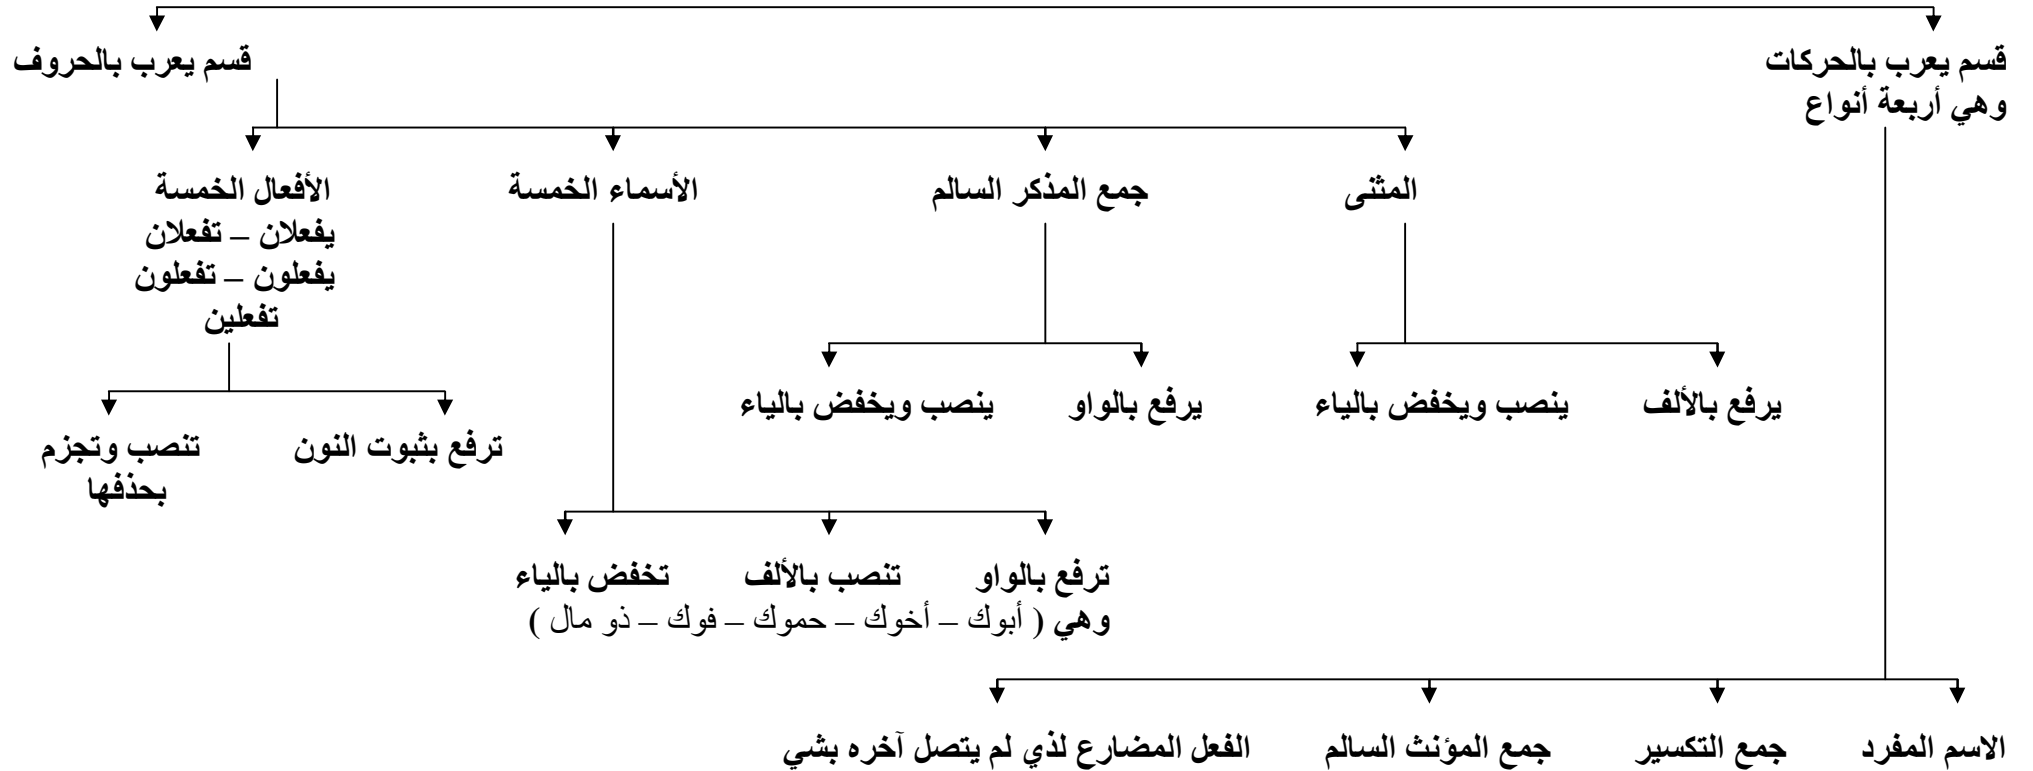 قسم يعرب بالحركات
وهي أربعة أنواع
قسم يعرب بالحروف
المثنى
جمع المذكر السالم
الأسماء الخمسة
الأفعال الخمسة
يفعلان – تفعلان
يفعلون – تفعلون
تفعلين
يرفع بالألف
ينصب ويخفض بالياء
يرفع بالواو
ينصب ويخفض بالياء
ترفع بثبوت النون
تنصب وتجزم
بحذفها
ترفع بالواو
تنصب بالألف
تخفض بالياء
وهي ( أبوك – أخوك – حموك – فوك – ذو مال )
الاسم المفرد
جمع التكسير
جمع المؤنث السالم
الفعل المضارع لذي لم يتصل آخره بشي